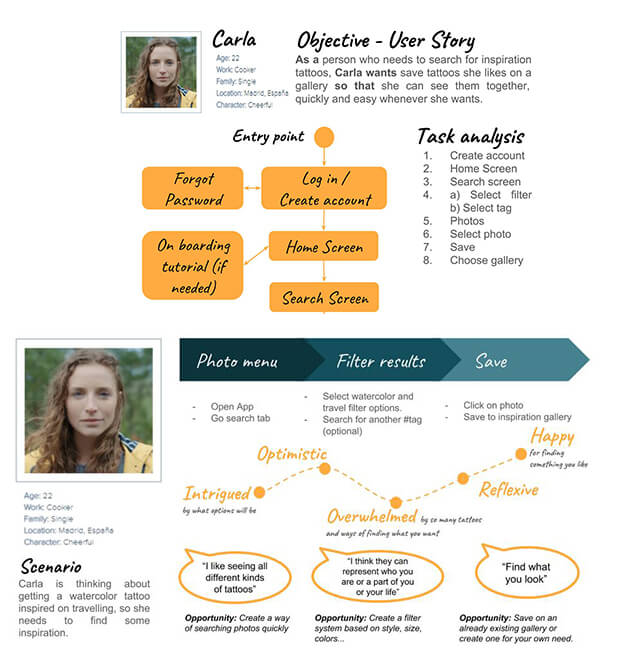 Carla
Age: 22
Work: Cooker
Family: Single
Location: Madrid, España
Character: Cheerful
Objective - User Story
As a person who needs to search for inspiration
tattoos, Carla wants save tattoos she likes on a
gallery so that she can see them together,
quickly and easy whenever she wants.
Entry point
Forgot
Password
Log in /
Create account
On boarding
tutorial (if
needed)
Home Screen
Search Screen
Task analysis
1. Create account
2. Home Screen
3. Search screen
4. a) Select filter
b) Select tag
5. Photos
6. Select photo
7. Save
8. Choose gallery
Age: 22
Work: Cooker
Family: Single
Location: Madrid, España
Character: Cheerful
Scenario
Carla is thinking about
getting a watercolor tattoo
inspired on travelling, so she
needs to find some
inspiration.
Photo menu
Filter results
Save
- Open App
- Go search tab
- Select watercolor and
travel filter options.
- Search for another #tag
(optional)
- Click on photo
- Save to inspiration gallery
Intrigued
by what options will be
Optimistic
Overwhelmed by so many tattoos
and ways of finding what you want
Reflexive
Happy
for finding
something you like
"I like seeing all
different kinds
of tattoos"
"I think they can
represent who you
are or a part of you
or your life"
"Find what
you look"
Opportunity: Create a way
of searching photos quickly
Opportunity: Create a filter
system based on style, size,
colors...
Opportunity: Save on an
already existing gallery or
create one for your own need.